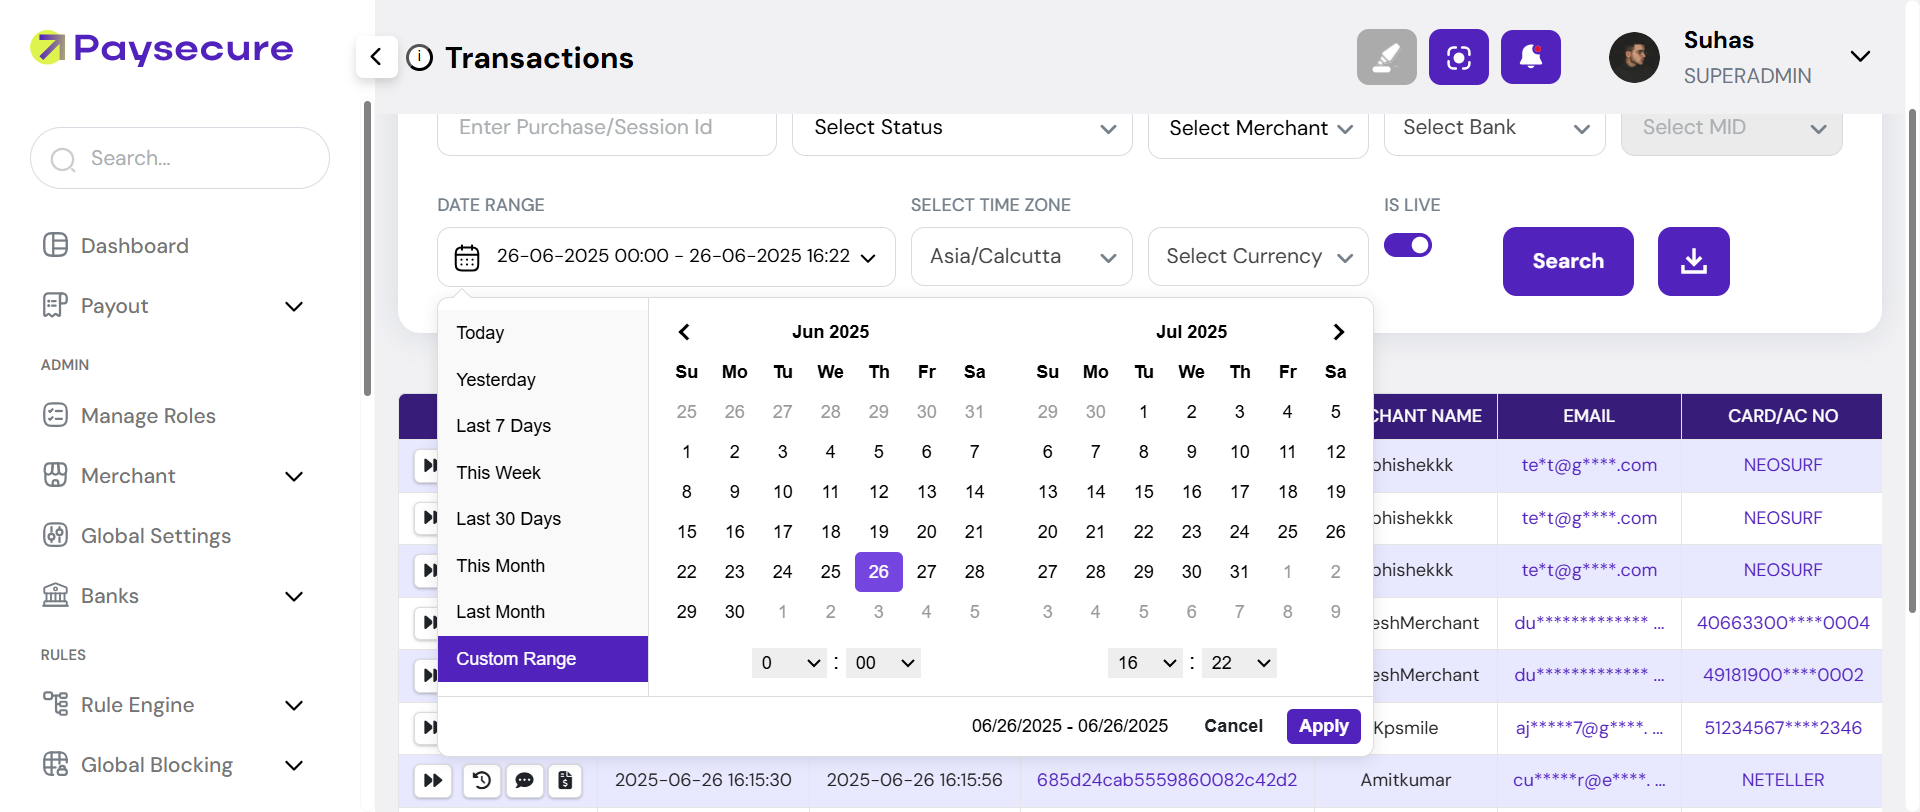 Paysecure
Transactions
Suhas
SUPERADMIN
Search...
Dashboard
Payout
ADMIN
Manage Roles
Merchant
Global Settings
Banks
RULES
Rule Engine
Global Blocking
Enter Purchase/Session Id
Select Status
Select Merchant
Select Bank
Select MID
DATE RANGE
SELECT TIME ZONE
IS LIVE
26-06-2025 00:00 - 26-06-2025 16:22
Asia/Calcutta
Select Currency
Search
Today
Yesterday
Last 7 Days
This Week
Last 30 Days
This Month
Last Month
Custom Range
Jun 2025
Su Mo Tu We Th Fr Sa
25 26 27 28 29 30 31
1 2 3 4 5 6 7
8 9 10 11 12 13 14
15 16 17 18 19 20 21
22 23 24 25 26 27 28
29 30 1 2 3 4 5
0 : 00
Jul 2025
Su Mo Tu We Th Fr Sa
29 30 1 2 3 4 5
6 7 8 9 10 11 12
13 14 15 16 17 18 19
20 21 22 23 24 25 26
27 28 29 30 31 1 2
3 4 5 6 7 8 9
16 : 22
06/26/2025 - 06/26/2025
Cancel
Apply
CHANT NAME EMAIL CARD/AC NO
bhishekkk te*t@g****.com NEOSURF
bhishekkk te*t@g****.com NEOSURF
bhishekkk te*t@g****.com NEOSURF
eshMerchant du************* ... 40663300****0004
eshMerchant du************* ... 49181900****0002
Kpsmile aj*****7@g****. ... 51234567****2346
2025-06-26 16:15:30 2025-06-26 16:15:56 685d24cab5559860082c42d2 Amitkumar cu*****r@e****. ... NETELLER